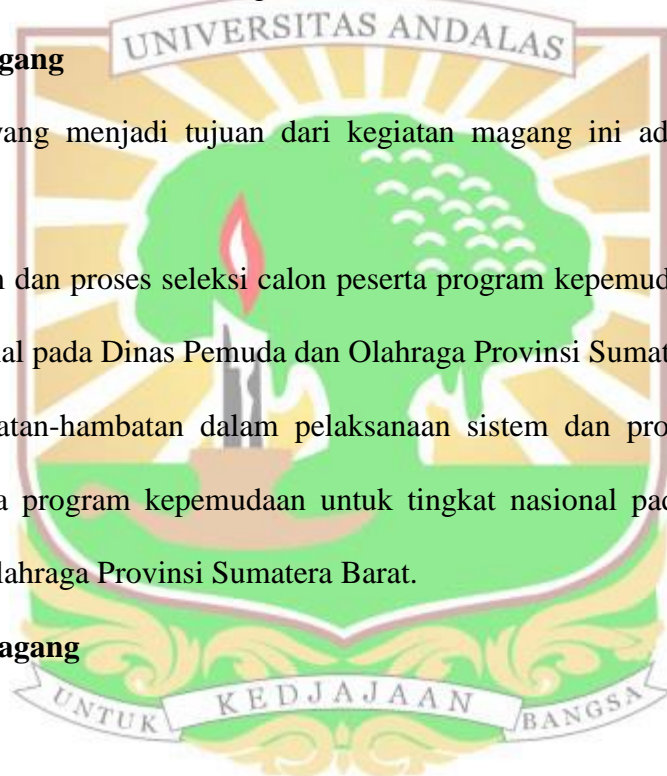 UNIVERSITAS ANDALAS
gang
yang menjadi tujuan dari kegiatan magang ini ad
n dan proses seleksi calon peserta program kepemud
al pada Dinas Pemuda dan Olahraga Provinsi Sumat
atan-hambatan dalam pelaksanaan sistem dan pro
a program kepemudaan untuk tingkat nasional pad
lahraga Provinsi Sumatera Barat.
agang
UNTUK KEDJAJAAN BANGSA